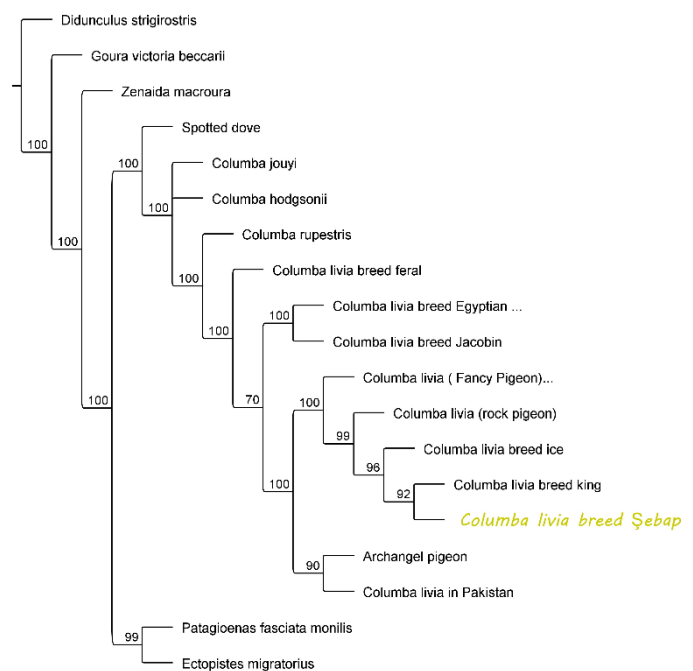 Didunculus strigirostris
Goura victoria beccarii
100
Zenaida macroura
100
Spotted dove
100
Columba jouyi
100
Columba hodgsonii
Columba rupestris
100
Columba livia breed feral
100
Columba livia breed Egyptian ...
100
Columba livia breed Jacobin
Columba livia ( Fancy Pigeon)...
70
100
Columba livia (rock pigeon)
100
99
Columba livia breed ice
96
Columba livia breed king
100
92
Columba livia breed Şebap
Archangel pigeon
90
Columba livia in Pakistan
Patagioenas fasciata monilis
99
Ectopistes migratorius